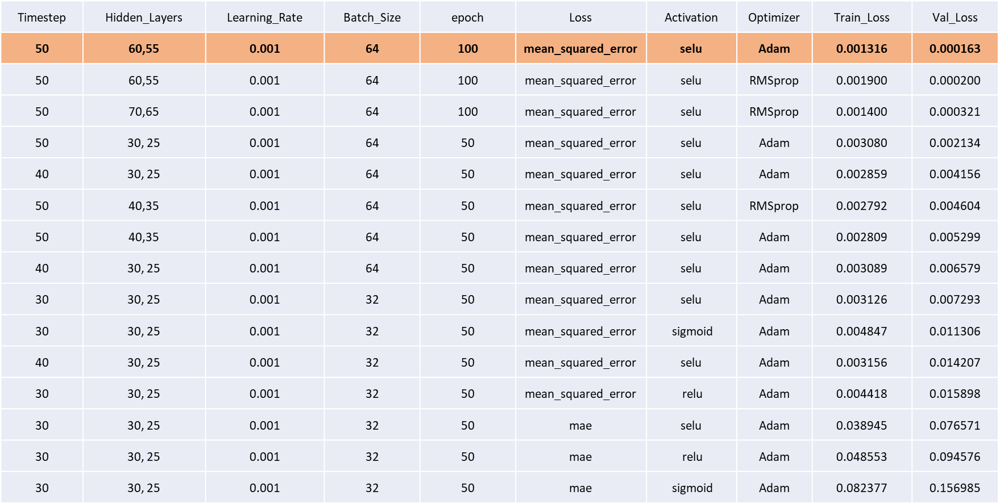 Timestep Hidden_Layers Learning_Rate Batch_Size epoch Loss Activation Optimizer Train_Loss Val_Loss
50 60,55 0.001 64 100 mean_squared_error selu Adam 0.001316 0.000163
50 60,55 0.001 64 100 mean_squared_error selu RMSprop 0.001900 0.000200
50 70,65 0.001 64 100 mean_squared_error selu RMSprop 0.001400 0.000321
50 30, 25 0.001 64 50 mean_squared_error selu Adam 0.003080 0.002134
40 30, 25 0.001 64 50 mean_squared_error selu Adam 0.002859 0.004156
50 40,35 0.001 64 50 mean_squared_error selu RMSprop 0.002792 0.004604
50 40,35 0.001 64 50 mean_squared_error selu Adam 0.002809 0.005299
40 30, 25 0.001 64 50 mean_squared_error selu Adam 0.003089 0.006579
30 30, 25 0.001 32 50 mean_squared_error selu Adam 0.003126 0.007293
30 30, 25 0.001 32 50 mean_squared_error sigmoid Adam 0.004847 0.011306
40 30, 25 0.001 32 50 mean_squared_error selu Adam 0.003156 0.014207
30 30, 25 0.001 32 50 mean_squared_error relu Adam 0.004418 0.015898
30 30, 25 0.001 32 50 mae selu Adam 0.038945 0.076571
30 30, 25 0.001 32 50 mae relu Adam 0.048553 0.094576
30 30, 25 0.001 32 50 mae sigmoid Adam 0.082377 0.156985